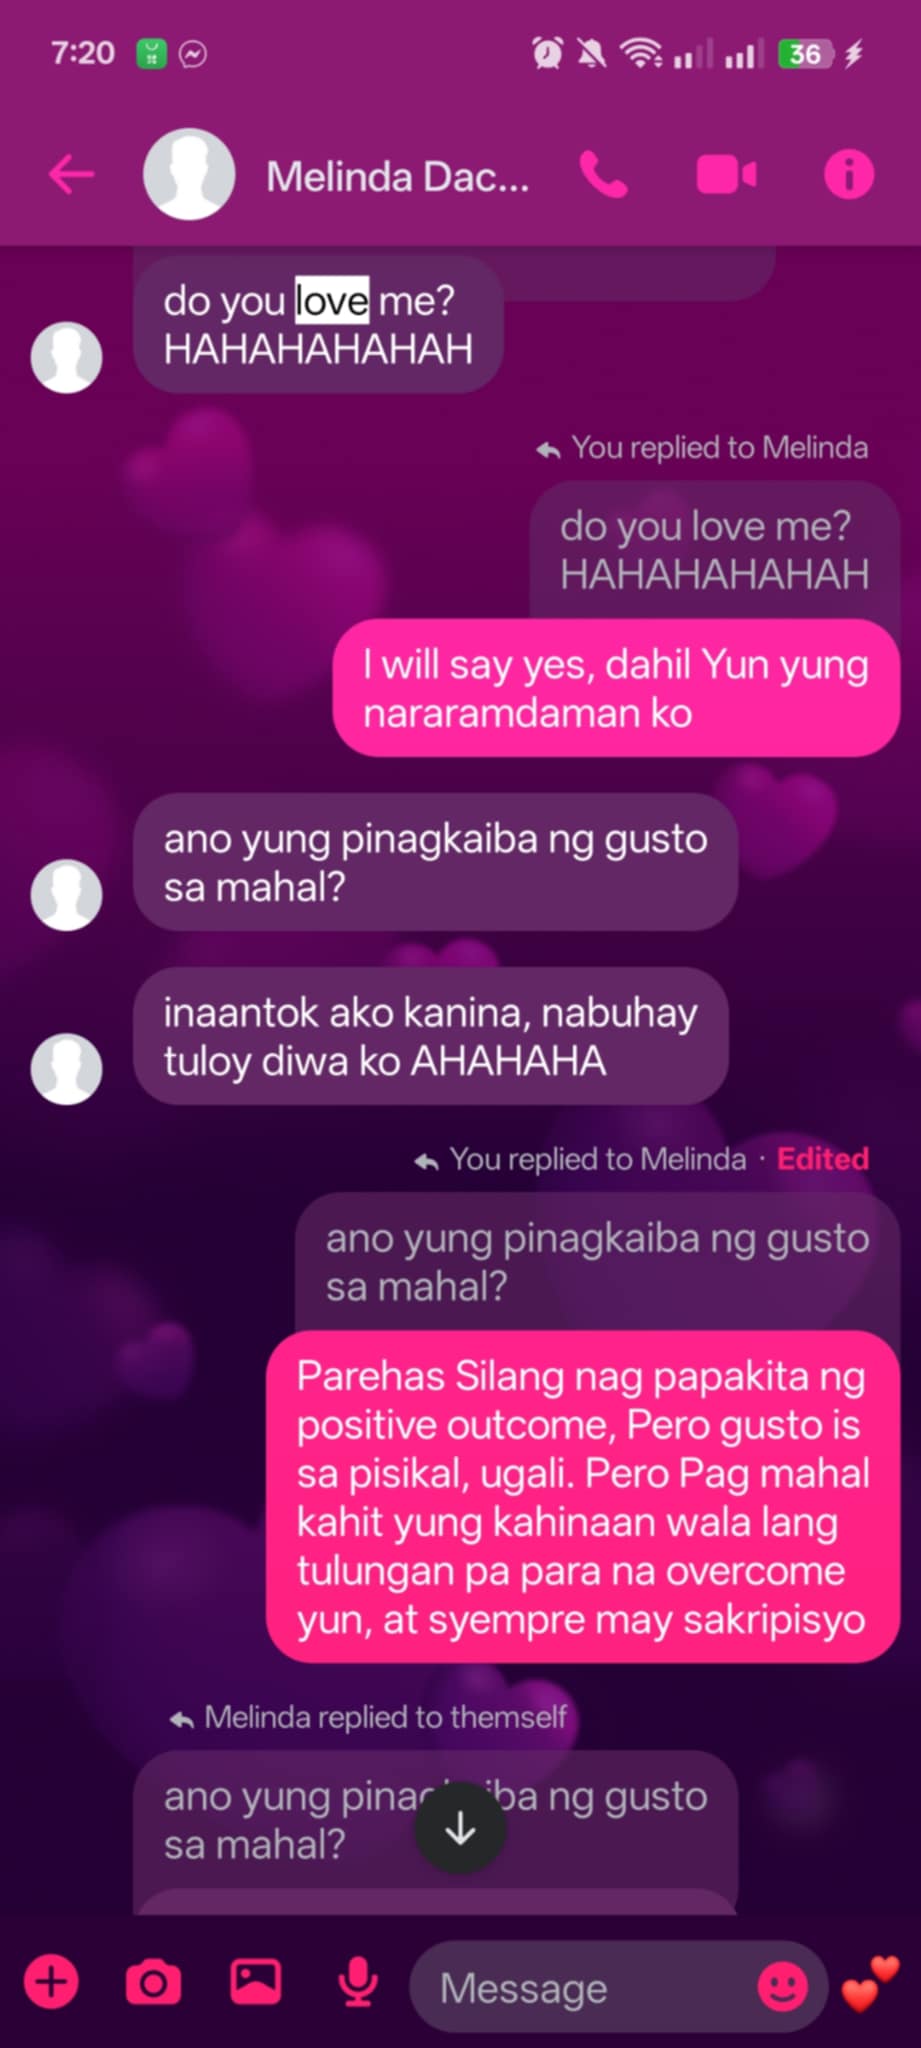 7:20
36
Melinda Dac...
do you love me?
HAHAHAHAHAH
You replied to Melinda
do you love me?
HAHAHAHAHAH
I will say yes, dahil Yun yung
nararamdaman ko
ano yung pinagkaiba ng gusto
sa mahal?
inaantok ako kanina, nabuhay
tuloy diwa ko AHAHAHA
You replied to Melinda · Edited
ano yung pinagkaiba ng gusto
sa mahal?
Parehas Silang nag papakita ng
positive outcome, Pero gusto is
sa pisikal, ugali. Pero Pag mahal
kahit yung kahinaan wala lang
tulungan pa para na overcome
yun, at syempre may sakripisyo
Melinda replied to themself
ano yung ng gusto
sa mahal?
Message